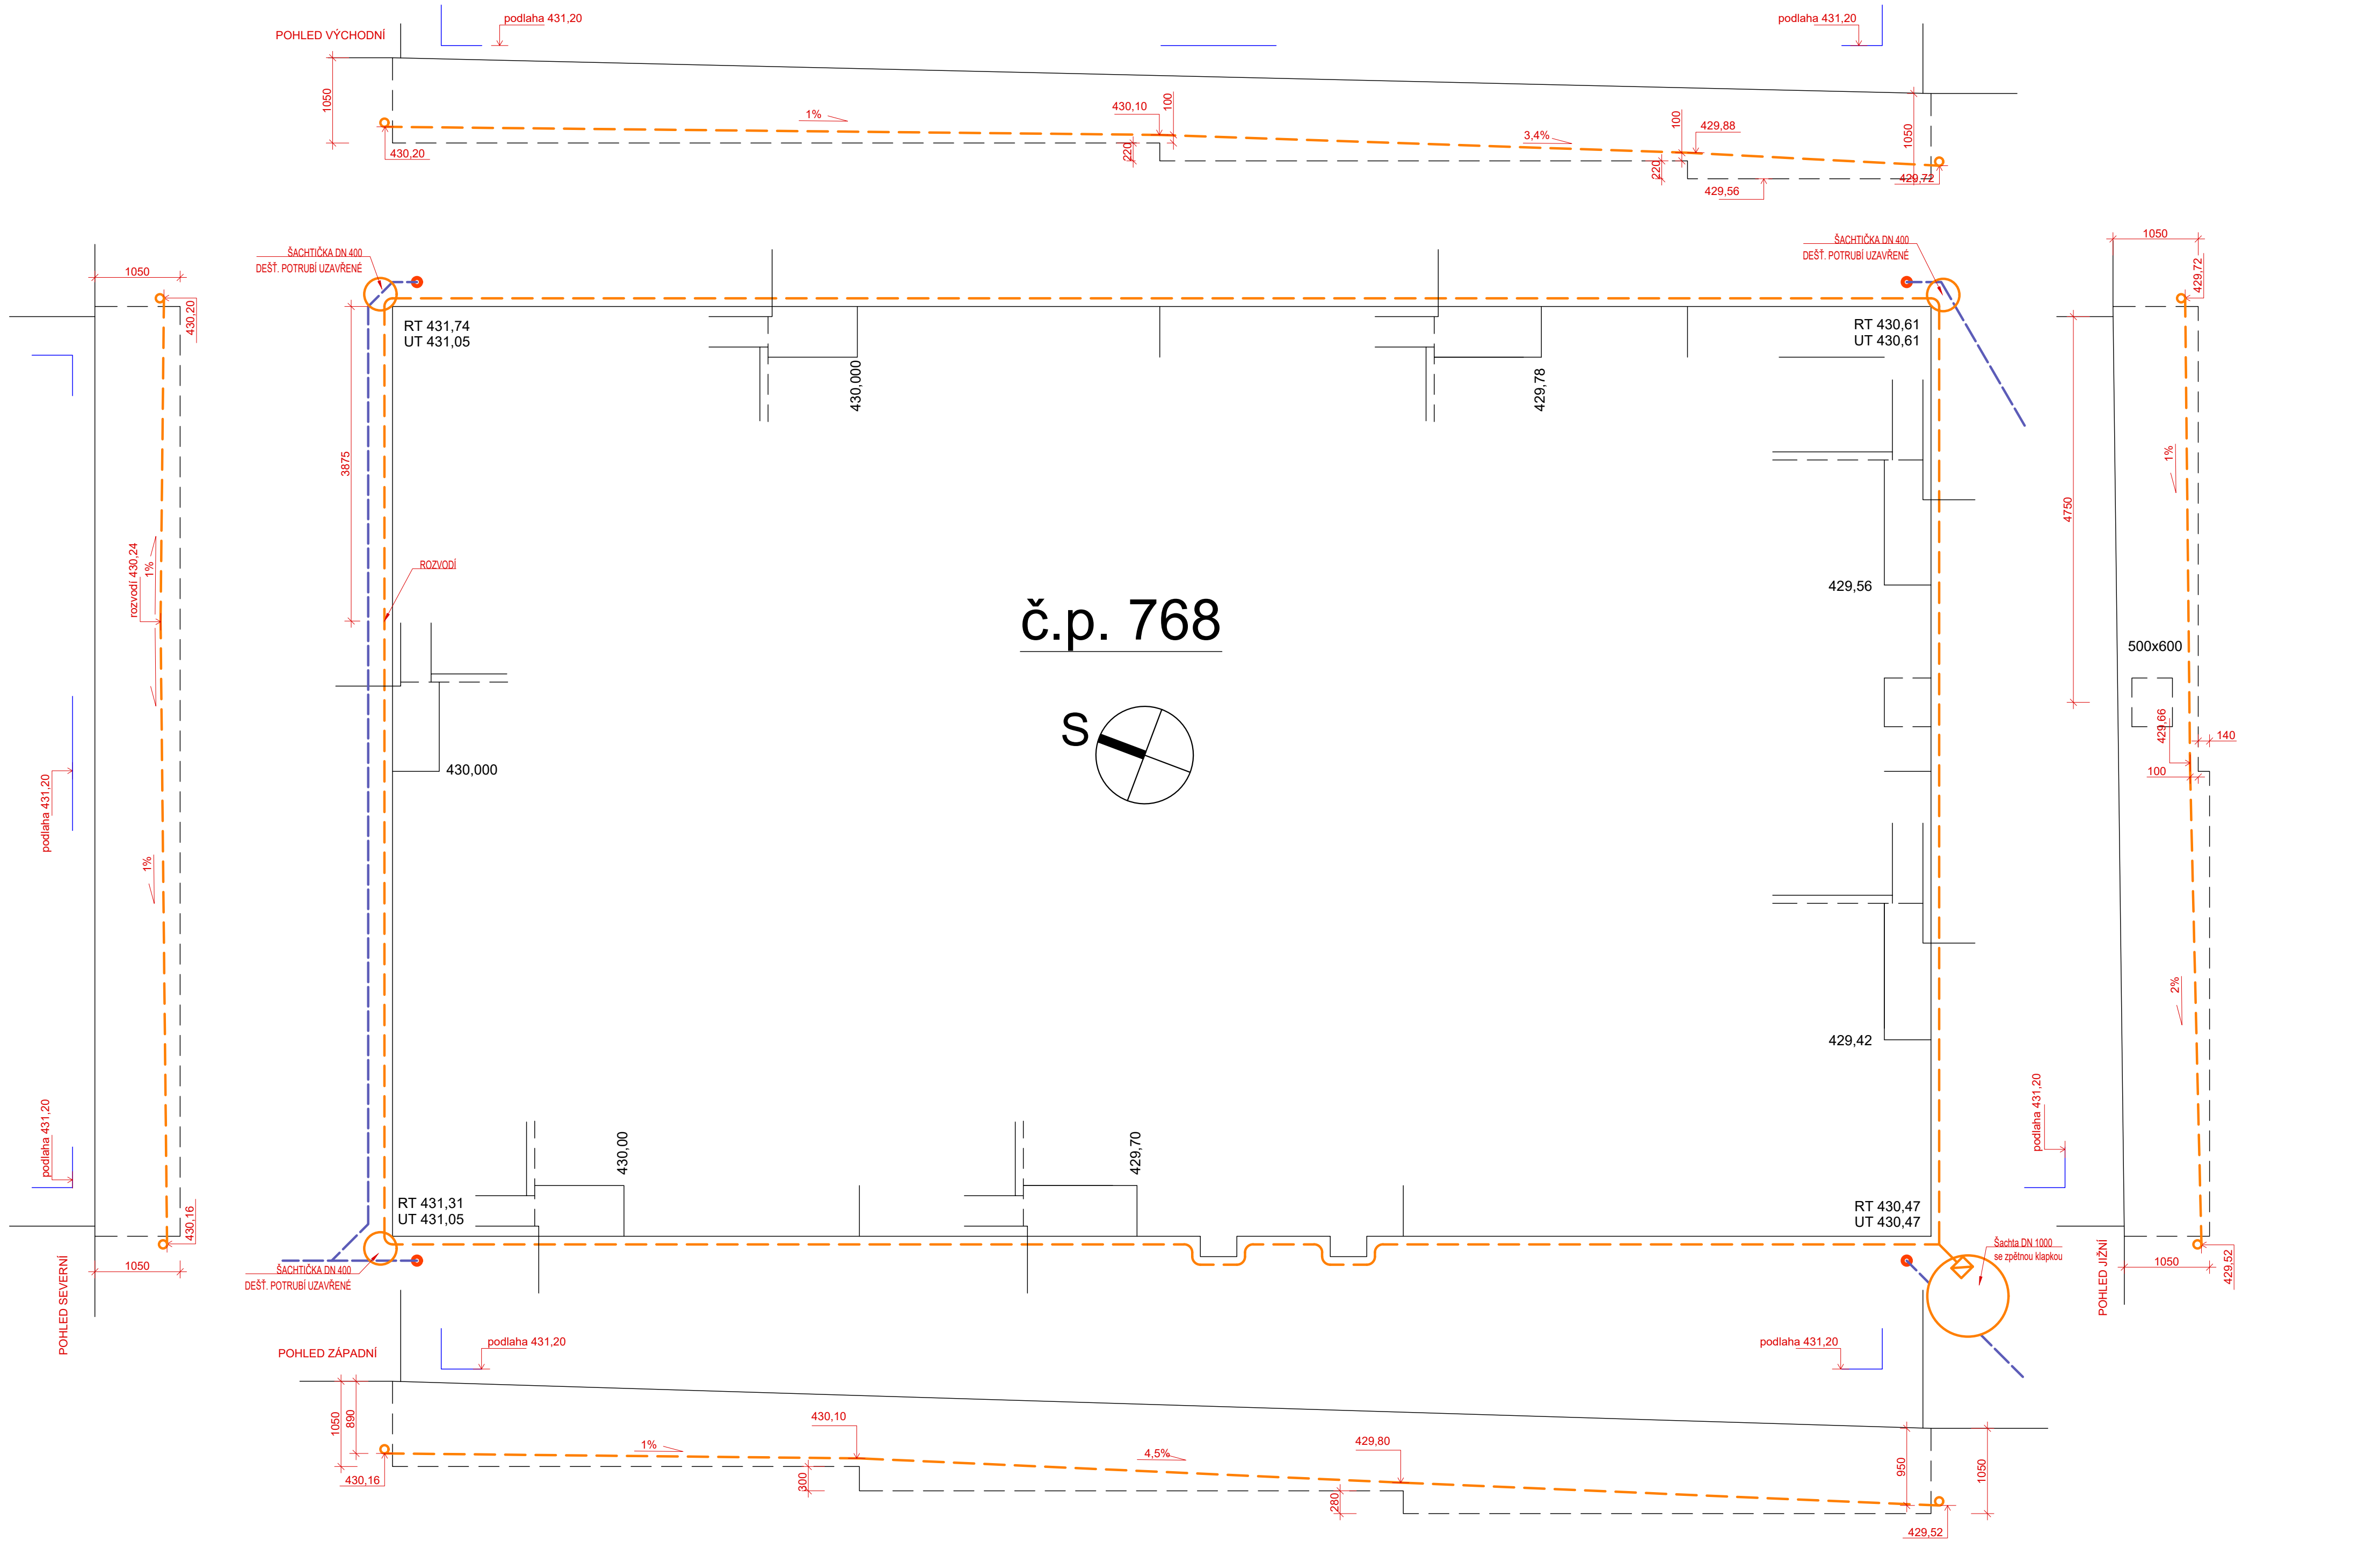 POHLED VÝCHODNÍ
podlaha 431,20
podlaha 431,20
1050
1%
430,20
430,10
100
220
3,4%
100
429,88
220
429,56
1050
429,72
ŠACHTIČKA DN 400
DEŠŤ. POTRUBÍ UZAVŘENÉ
ŠACHTIČKA DN 400
DEŠŤ. POTRUBÍ UZAVŘENÉ
1050
430,20
rozvodí 430,24
1%
podlaha 431,20
1%
podlaha 431,20
430,16
1050
POHLED SEVERNÍ
RT 431,74
UT 431,05
RT 430,61
UT 430,61
430,000
429,78
3875
ROZVODÍ
č.p. 768
S
430,000
429,56
429,42
430,00
429,70
RT 431,31
UT 431,05
RT 430,47
UT 430,47
ŠACHTIČKA DN 400
DEŠŤ. POTRUBÍ UZAVŘENÉ
Šachta DN 1000
se zpětnou klapkou
1050
429,72
1%
4750
500x600
429,66
140
100
2%
podlaha 431,20
1050
429,52
POHLED JIŽNÍ
POHLED ZÁPADNÍ
podlaha 431,20
podlaha 431,20
1050
890
430,16
1%
430,10
300
4,5%
429,80
280
950
1050
429,52